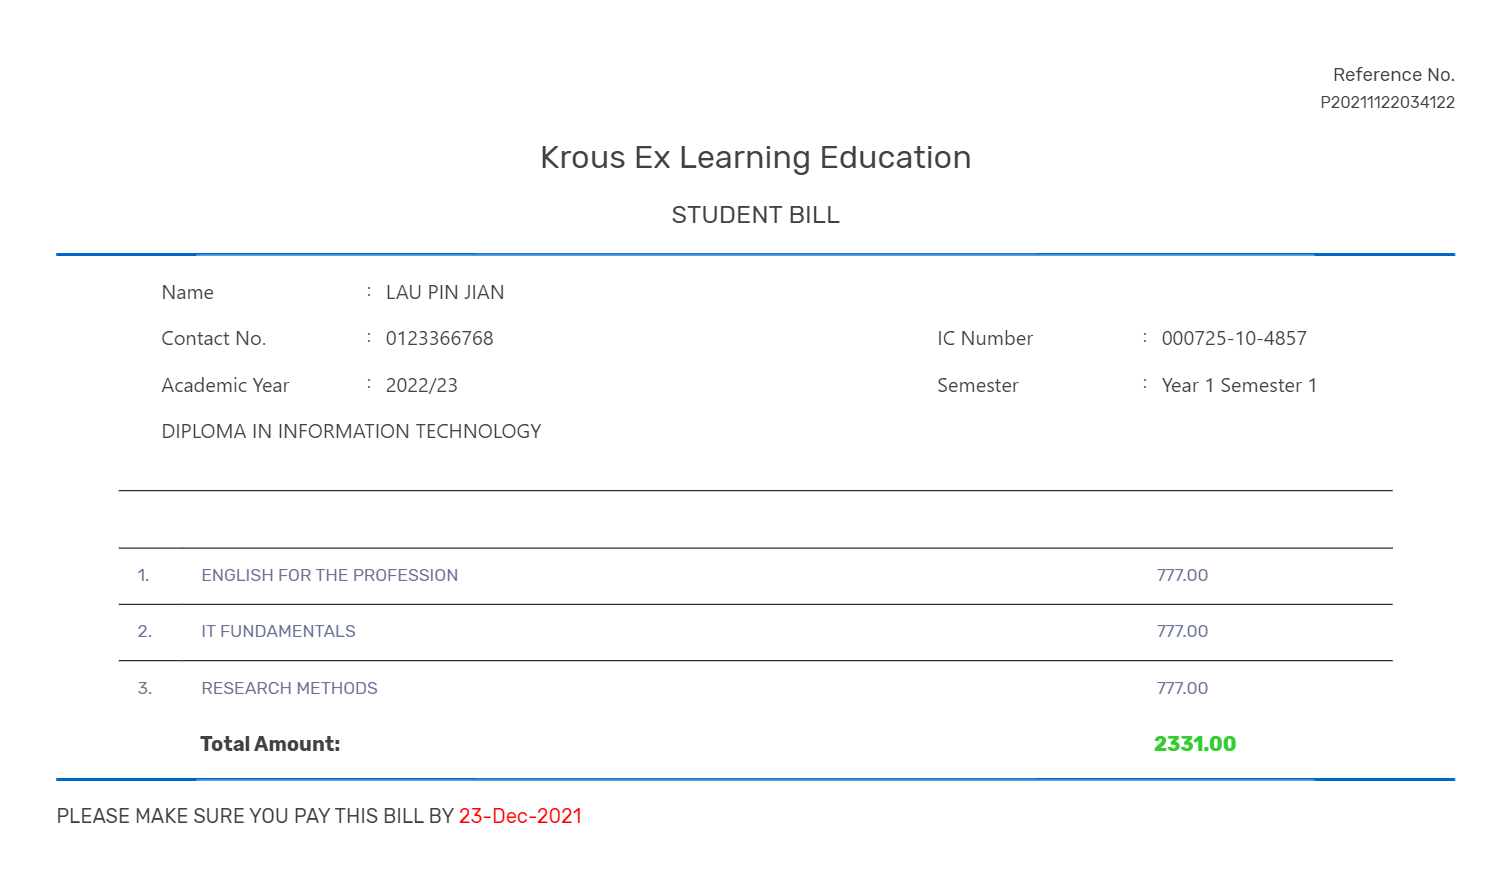 Reference No.
P20211122034122
Krous Ex Learning Education
STUDENT BILL
Name : LAU PIN JIAN
Contact No. : 0123366768 IC Number : 000725-10-4857
Academic Year : 2022/23 Semester : Year 1 Semester 1
DIPLOMA IN INFORMATION TECHNOLOGY
1. ENGLISH FOR THE PROFESSION 777.00
2. IT FUNDAMENTALS 777.00
3. RESEARCH METHODS 777.00
Total Amount: 2331.00
PLEASE MAKE SURE YOU PAY THIS BILL BY 23-Dec-2021